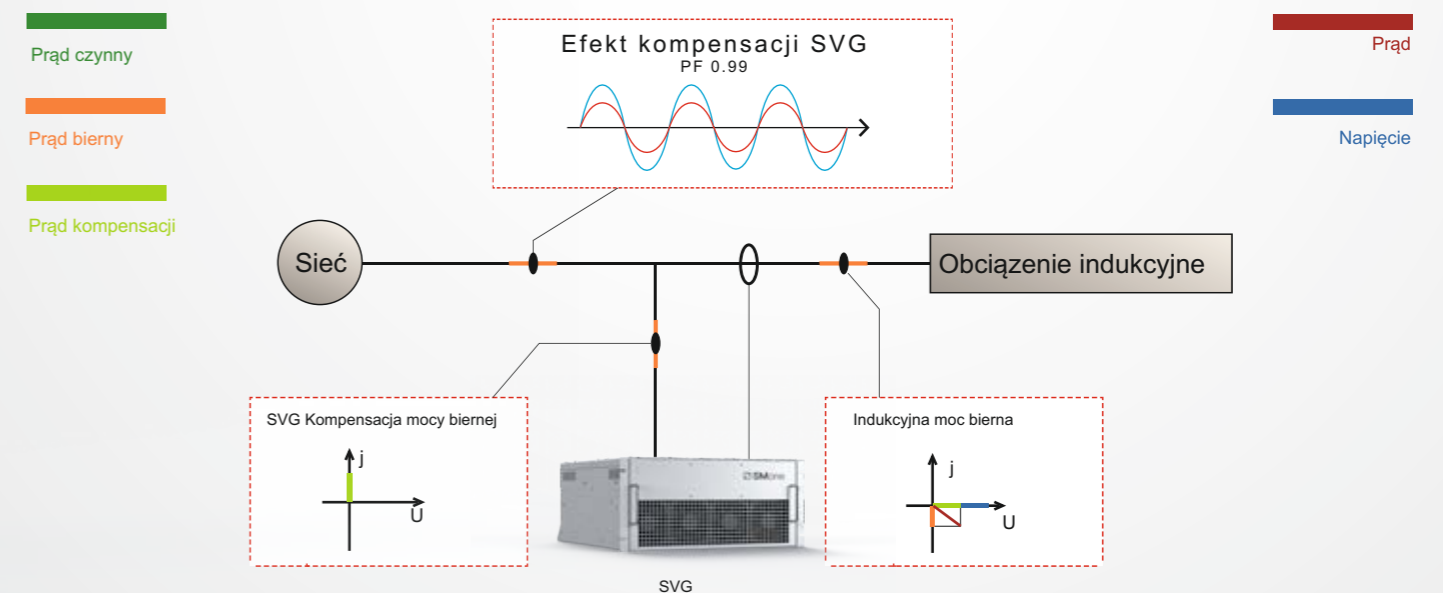 Prąd czynny
Prąd bierny
Prąd kompensacji
Efekt kompensacji SVG
PF 0.99
Prąd
Napięcie
Sieć
Obciązenie indukcyjne
SVG Kompensacja mocy biernej
j
U
Indukcyjna moc bierna
j
U
SVG